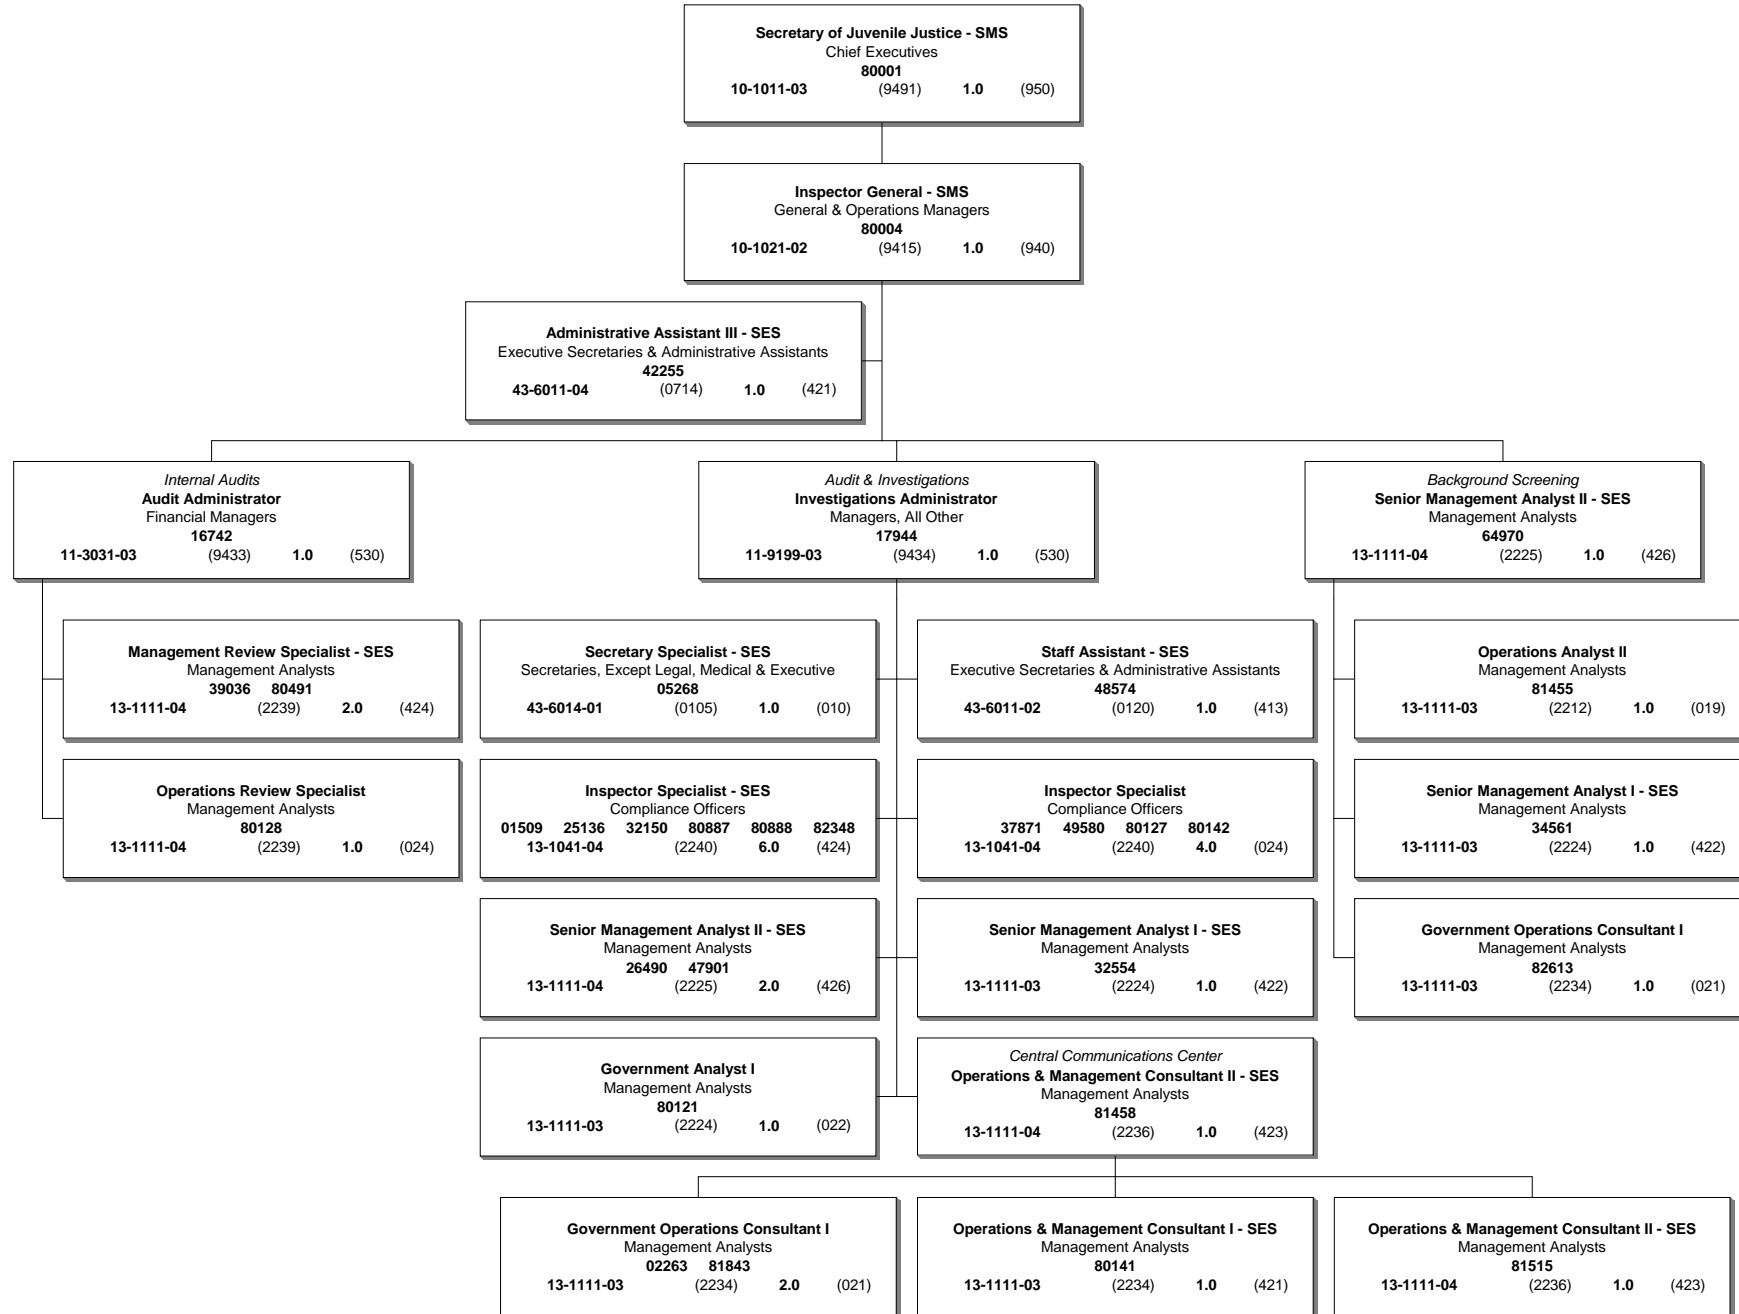 Secretary of Juvenile Justice - SMS
Chief Executives
80001
10-1011-03 (9491) 1.0 (950)
Inspector General - SMS
General & Operations Managers
80004
10-1021-02 (9415) 1.0 (940)
Administrative Assistant III - SES
Executive Secretaries & Administrative Assistants
42255
43-6011-04 (0714) 1.0 (421)
Internal Audits
Audit Administrator
Financial Managers
16742
11-3031-03 (9433) 1.0 (530)
Audit & Investigations
Investigations Administrator
Managers, All Other
17944
11-9199-03 (9434) 1.0 (530)
Background Screening
Senior Management Analyst II - SES
Management Analysts
64970
13-1111-04 (2225) 1.0 (426)
Management Review Specialist - SES
Management Analysts
39036 80491
13-1111-04 (2239) 2.0 (424)
Secretary Specialist - SES
Secretaries, Except Legal, Medical & Executive
05268
43-6014-01 (0105) 1.0 (010)
Staff Assistant - SES
Executive Secretaries & Administrative Assistants
48574
43-6011-02 (0120) 1.0 (413)
Operations Analyst II
Management Analysts
81455
13-1111-03 (2212) 1.0 (019)
Operations Review Specialist
Management Analysts
80128
13-1111-04 (2239) 1.0 (024)
Inspector Specialist - SES
Compliance Officers
01509 25136 32150 80887 80888 82348
13-1041-04 (2240) 6.0 (424)
Inspector Specialist
Compliance Officers
37871 49580 80127 80142
13-1041-04 (2240) 4.0 (024)
Senior Management Analyst I - SES
Management Analysts
34561
13-1111-03 (2224) 1.0 (422)
Senior Management Analyst II - SES
Management Analysts
26490 47901
13-1111-04 (2225) 2.0 (426)
Senior Management Analyst I - SES
Management Analysts
32554
13-1111-03 (2224) 1.0 (422)
Government Operations Consultant I
Management Analysts
82613
13-1111-03 (2234) 1.0 (021)
Government Analyst I
Management Analysts
80121
13-1111-03 (2224) 1.0 (022)
Central Communications Center
Operations & Management Consultant II - SES
Management Analysts
81458
13-1111-04 (2236) 1.0 (423)
Government Operations Consultant I
Management Analysts
02263 81843
13-1111-03 (2234) 2.0 (021)
Operations & Management Consultant I - SES
Management Analysts
80141
13-1111-03 (2234) 1.0 (421)
Operations & Management Consultant II - SES
Management Analysts
81515
13-1111-04 (2236) 1.0 (423)